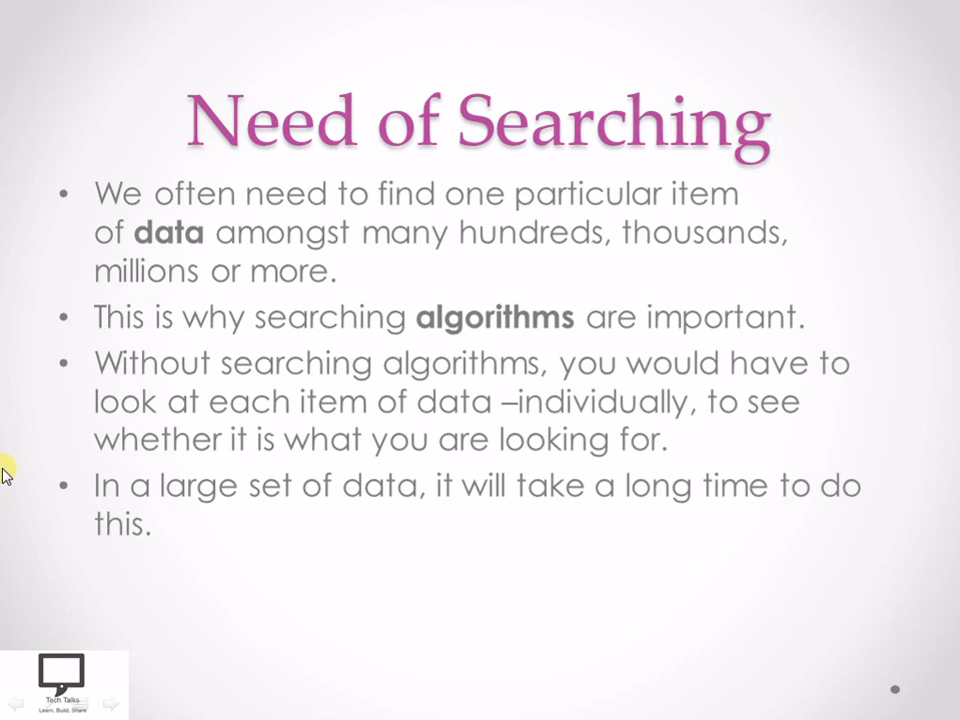 Need of Searching
• We often need to find one particular item
of data amongst many hundreds, thousands,
millions or more.
• This is why searching algorithms are important.
• Without searching algorithms, you would have to
look at each item of data –individually, to see
whether it is what you are looking for.
• In a large set of data, it will take a long time to do
this.
Tech Talks
Learn, Build, Share